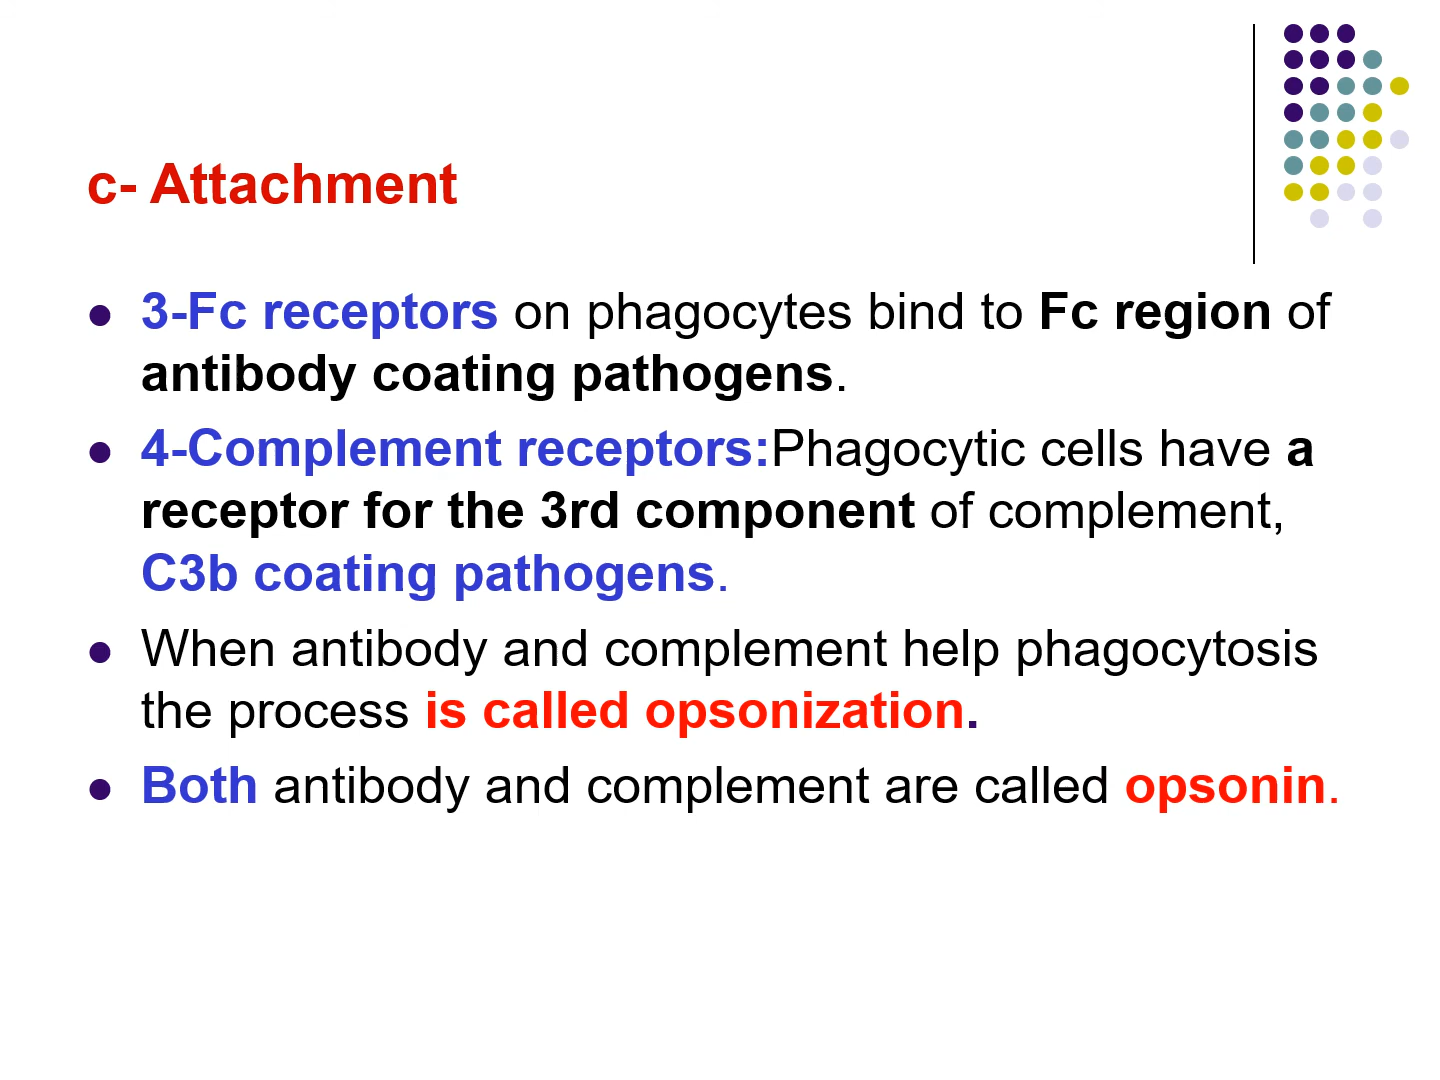 c- Attachment
3-Fc receptors on phagocytes bind to Fc region of
antibody coating pathogens.
4-Complement receptors:Phagocytic cells have a
receptor for the 3rd component of complement,
C3b coating pathogens.
When antibody and complement help phagocytosis
the process is called opsonization.
Both antibody and complement are called opsonin.